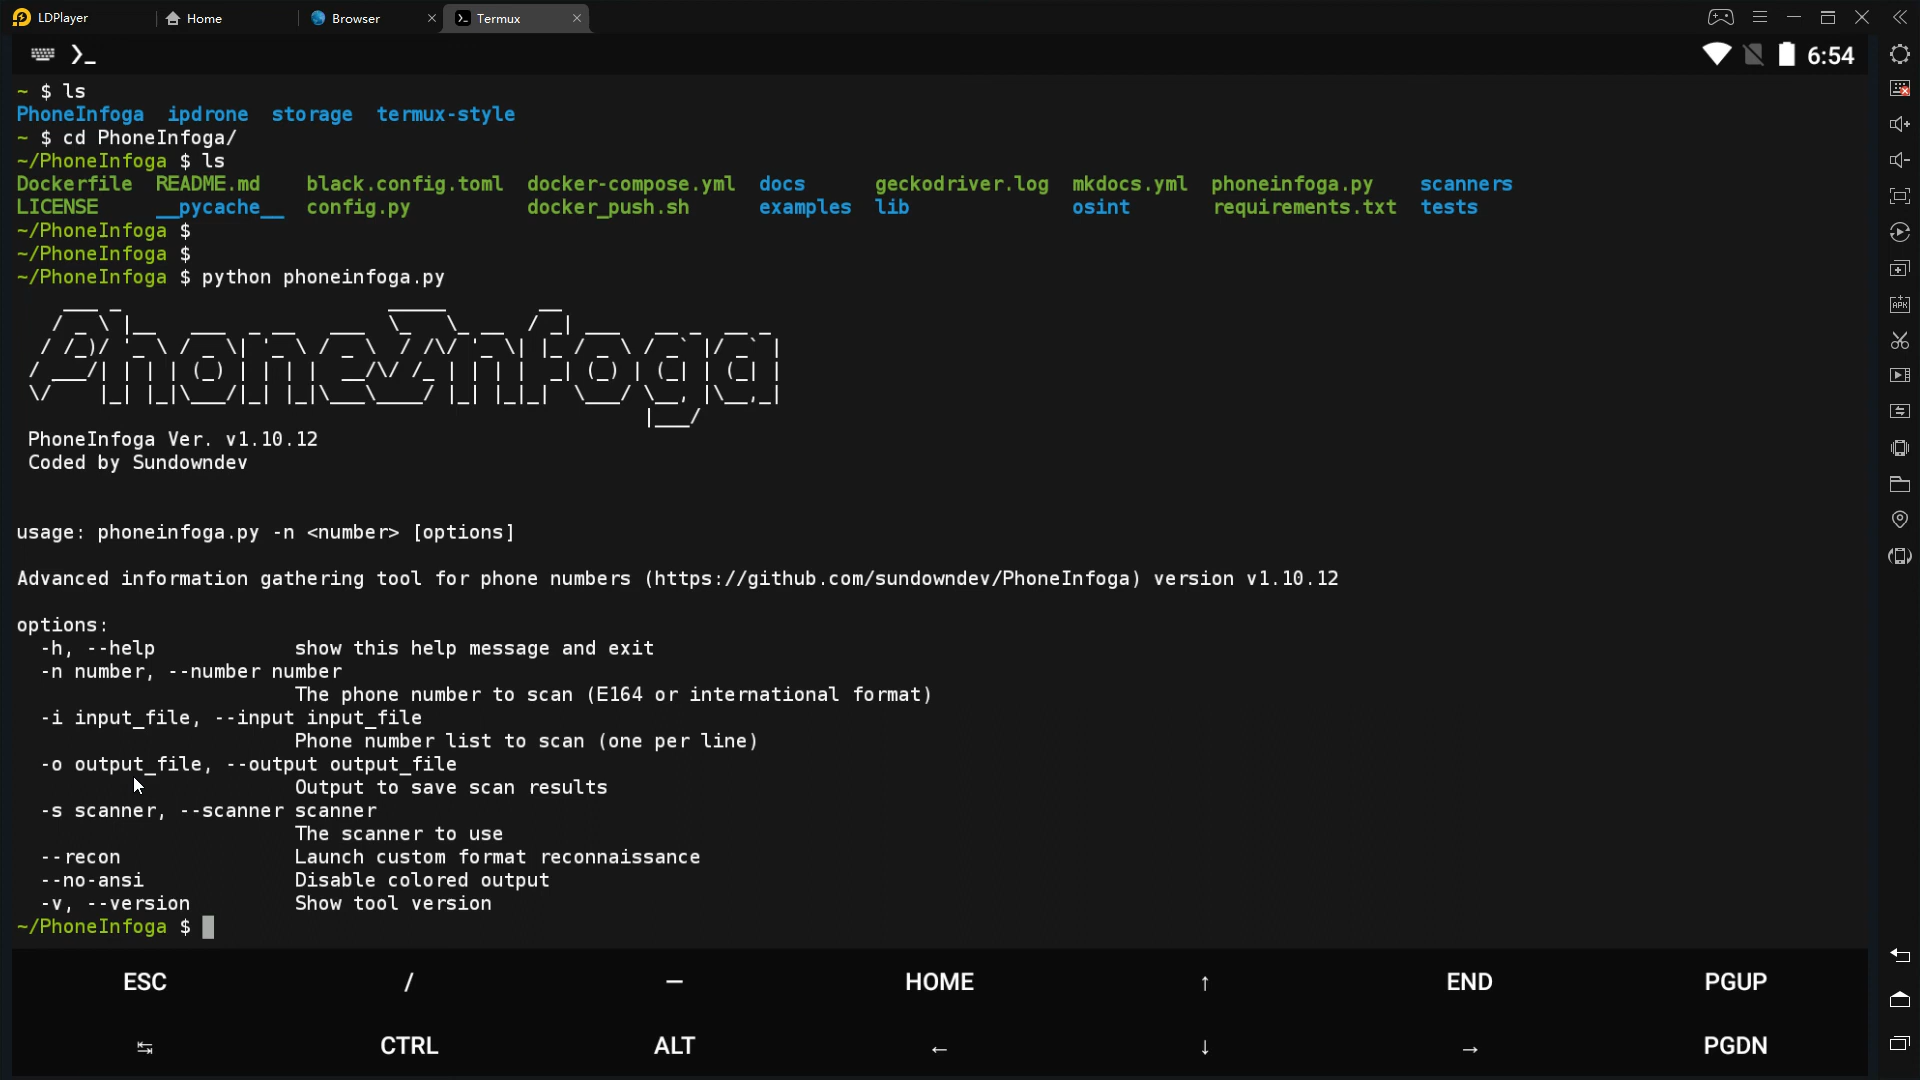 LDPlayer Home Browser Termux
6:54
~ $ ls
PhoneInfoga ipdrone storage termux-style
~ $ cd PhoneInfoga/
~/PhoneInfoga $ ls
Dockerfile README.md black.config.toml docker-compose.yml docs geckodriver.log mkdocs.yml phoneinfoga.py scanners
LICENSE __pycache__ config.py docker_push.sh examples lib osint requirements.txt tests
~/PhoneInfoga $
~/PhoneInfoga $
~/PhoneInfoga $ python phoneinfoga.py
PhoneInfoga
PhoneInfoga Ver. v1.10.12
Coded by Sundowndev
usage: phoneinfoga.py -n <number> [options]
Advanced information gathering tool for phone numbers (https://github.com/sundowndev/PhoneInfoga) version v1.10.12
options:
-h, --help show this help message and exit
-n number, --number number
The phone number to scan (E164 or international format)
-i input_file, --input input_file
Phone number list to scan (one per line)
-o output_file, --output output_file
Output to save scan results
-s scanner, --scanner scanner
The scanner to use
--recon Launch custom format reconnaissance
--no-ansi Disable colored output
-v, --version Show tool version
~/PhoneInfoga $
ESC / — HOME ↑ END PGUP
↹ CTRL ALT ← ↓ → PGDN
APK